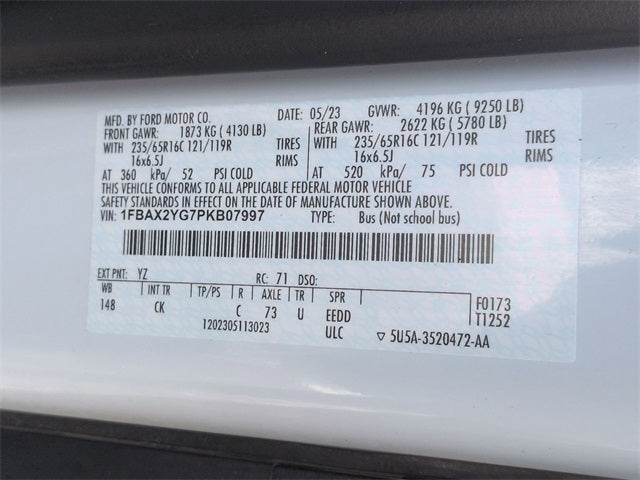 MFD. BY FORD MOTOR CO. DATE: 05/23 GVWR: 4196 KG ( 9250 LB)
FRONT GAWR: 1873 KG ( 4130 LB) REAR GAWR: 2622 KG ( 5780 LB)
WITH 235/65R16C 121/119R TIRES WITH 235/65R16C 121/119R TIRES
16x6.5J RIMS 16x6.5J RIMS
AT 360 kPa/ 52 PSI COLD AT 520 kPa/ 75 PSI COLD
THIS VEHICLE CONFORMS TO ALL APPLICABLE FEDERAL MOTOR VEHICLE
SAFETY STANDARDS IN EFFECT ON THE DATE OF MANUFACTURE SHOWN ABOVE.
VIN: 1FBAX2YG7PKB07997 TYPE: Bus (Not school bus)
EXT PNT: YZ RC: 71 DSO:
WB INT TR TP/PS R AXLE TR SPR F0173
148 CK C 73 U EEDD T1252
1202305113023 ULC ▽ 5U5A-3520472-AA